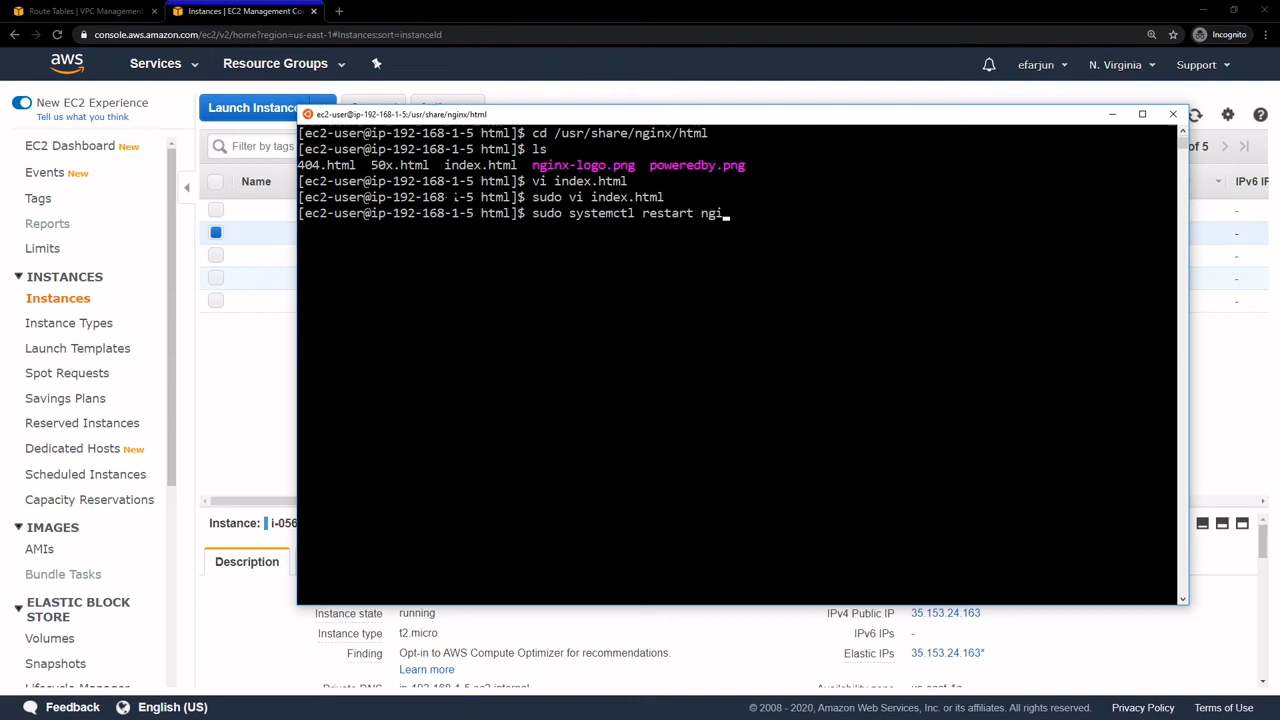 Route Tables | VPC Management
Instances | EC2 Management Co
console.aws.amazon.com/ec2/v2/home?region=us-east-1#Instances:sort=instanceId
Incognito
aws
Services
Resource Groups
efarjun
N. Virginia
Support
New EC2 Experience
Tell us what you think
EC2 Dashboard New
Events New
Tags
Reports
Limits
INSTANCES
Instances
Instance Types
Launch Templates
Spot Requests
Savings Plans
Reserved Instances
Dedicated Hosts New
Scheduled Instances
Capacity Reservations
IMAGES
AMIs
Bundle Tasks
ELASTIC BLOCK
STORE
Volumes
Snapshots
Launch Instance
Filter by tags
of 5
Name
IPv6 I
-
-
-
-
-
ec2-user@ip-192-168-1-5:/usr/share/nginx/html
[ec2-user@ip-192-168-1-5 html]$ cd /usr/share/nginx/html
[ec2-user@ip-192-168-1-5 html]$ ls
404.html 50x.html index.html nginx-logo.png poweredby.png
[ec2-user@ip-192-168-1-5 html]$ vi index.html
[ec2-user@ip-192-168-1-5 html]$ sudo vi index.html
[ec2-user@ip-192-168-1-5 html]$ sudo systemctl restart ngi
Instance: i-056
Description
Instance state running
IPv4 Public IP 35.153.24.163
Instance type t2.micro
IPv6 IPs -
Finding Opt-in to AWS Compute Optimizer for recommendations.
Learn more
Elastic IPs 35.153.24.163*
Feedback
English (US)
© 2008 - 2020, Amazon Web Services, Inc. or its affiliates. All rights reserved.
Privacy Policy
Terms of Use